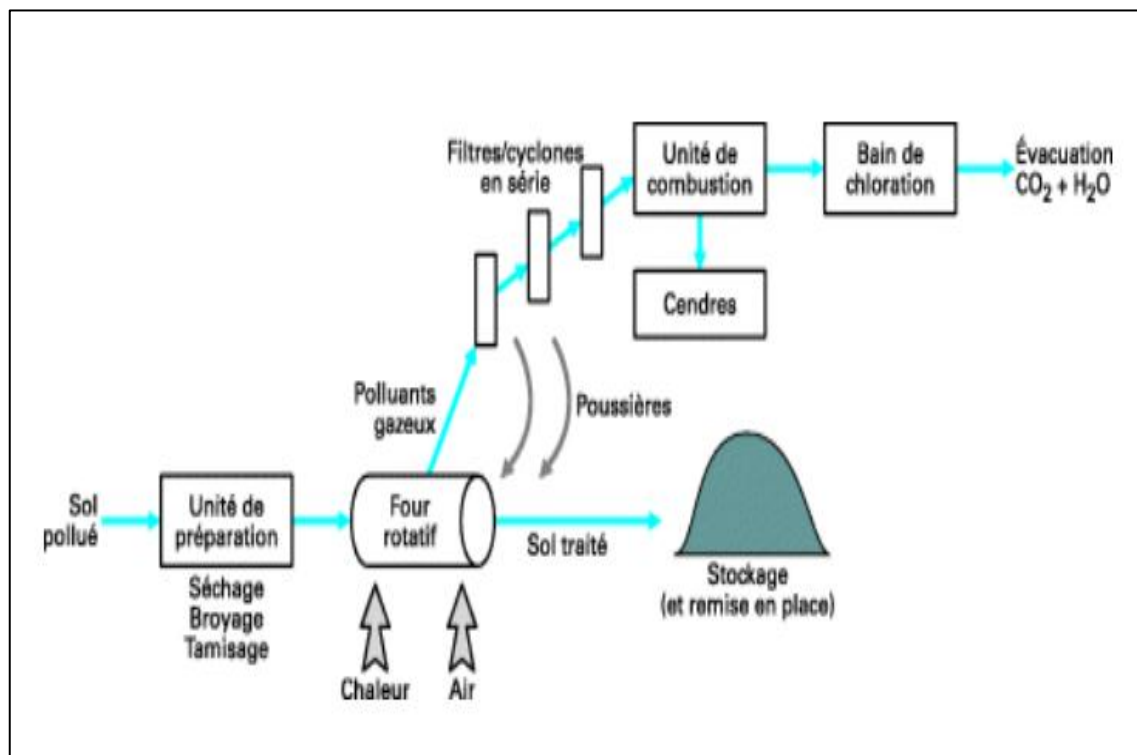 Filtres/cyclones
en série
Unité de
combustion
Bain de
chloration
Évacuation
CO₂ + H₂O
Cendres
Polluants
gazeux
Poussières
Sol
pollué
Unité de
préparation
Four
rotatif
Sol traité
Séchage
Broyage
Tamisage
Stockage
(et remise en place)
Chaleur
Air